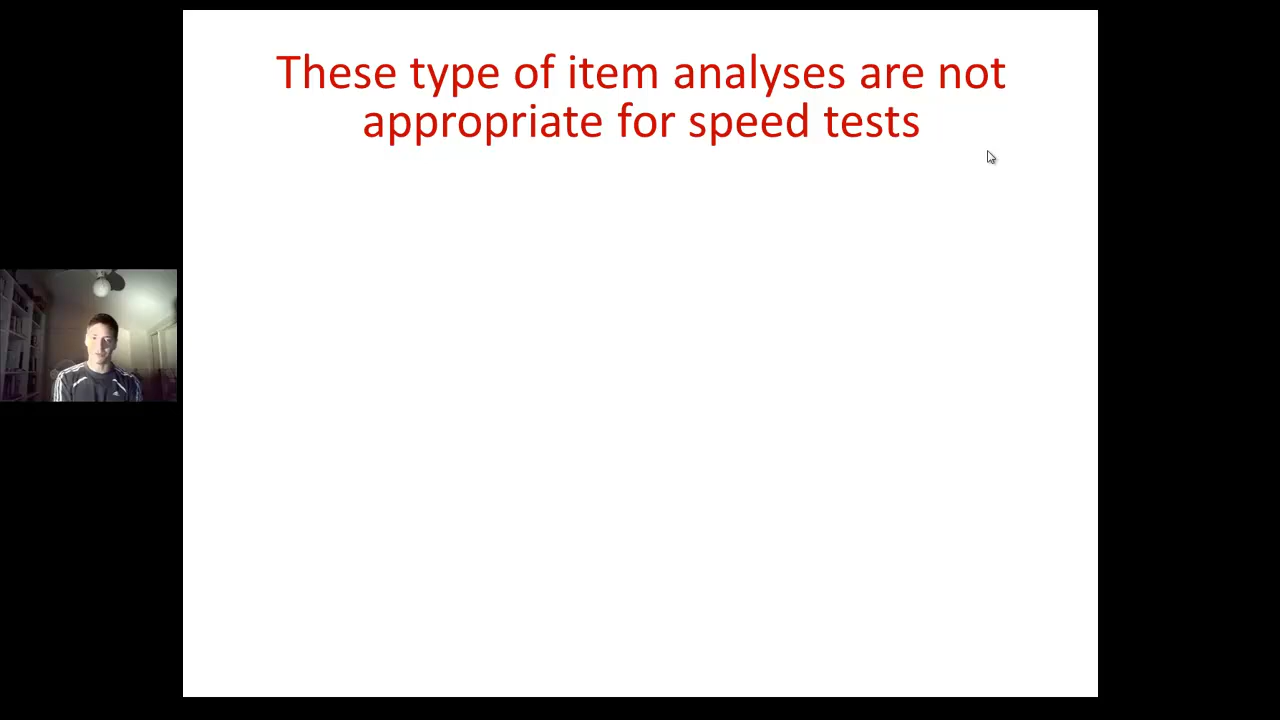 These type of item analyses are not
appropriate for speed tests